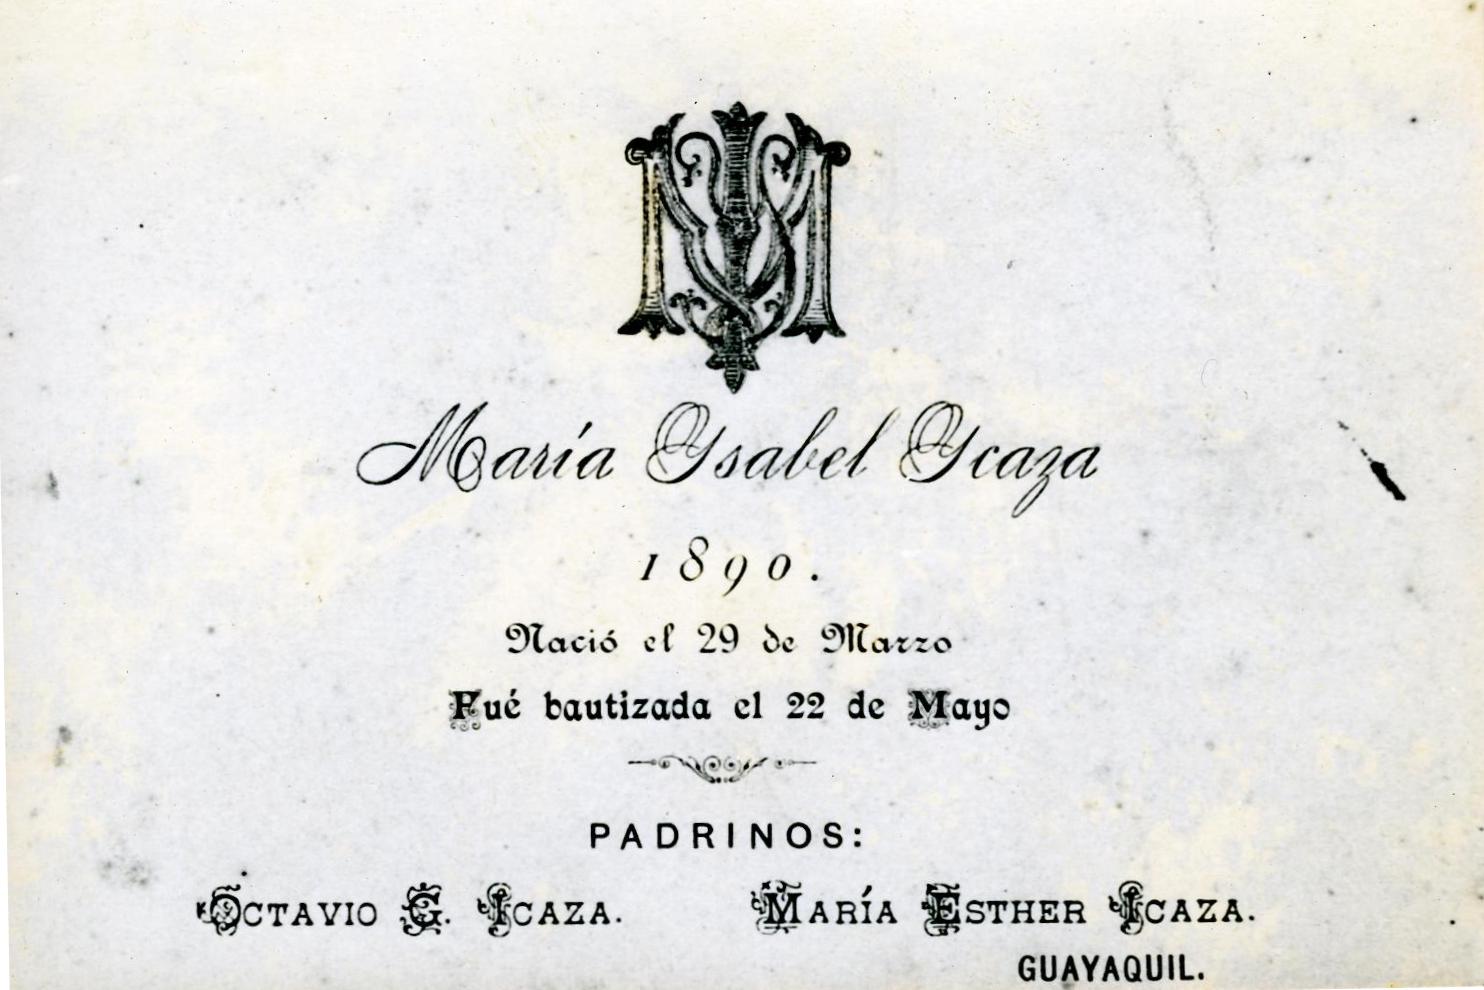 María Ysabel Ycaza
1890.
Nació el 29 de Marzo
Fué bautizada el 22 de Mayo
PADRINOS:
OCTAVIO G. ICAZA. MARÍA ESTHER ICAZA.
GUAYAQUIL.